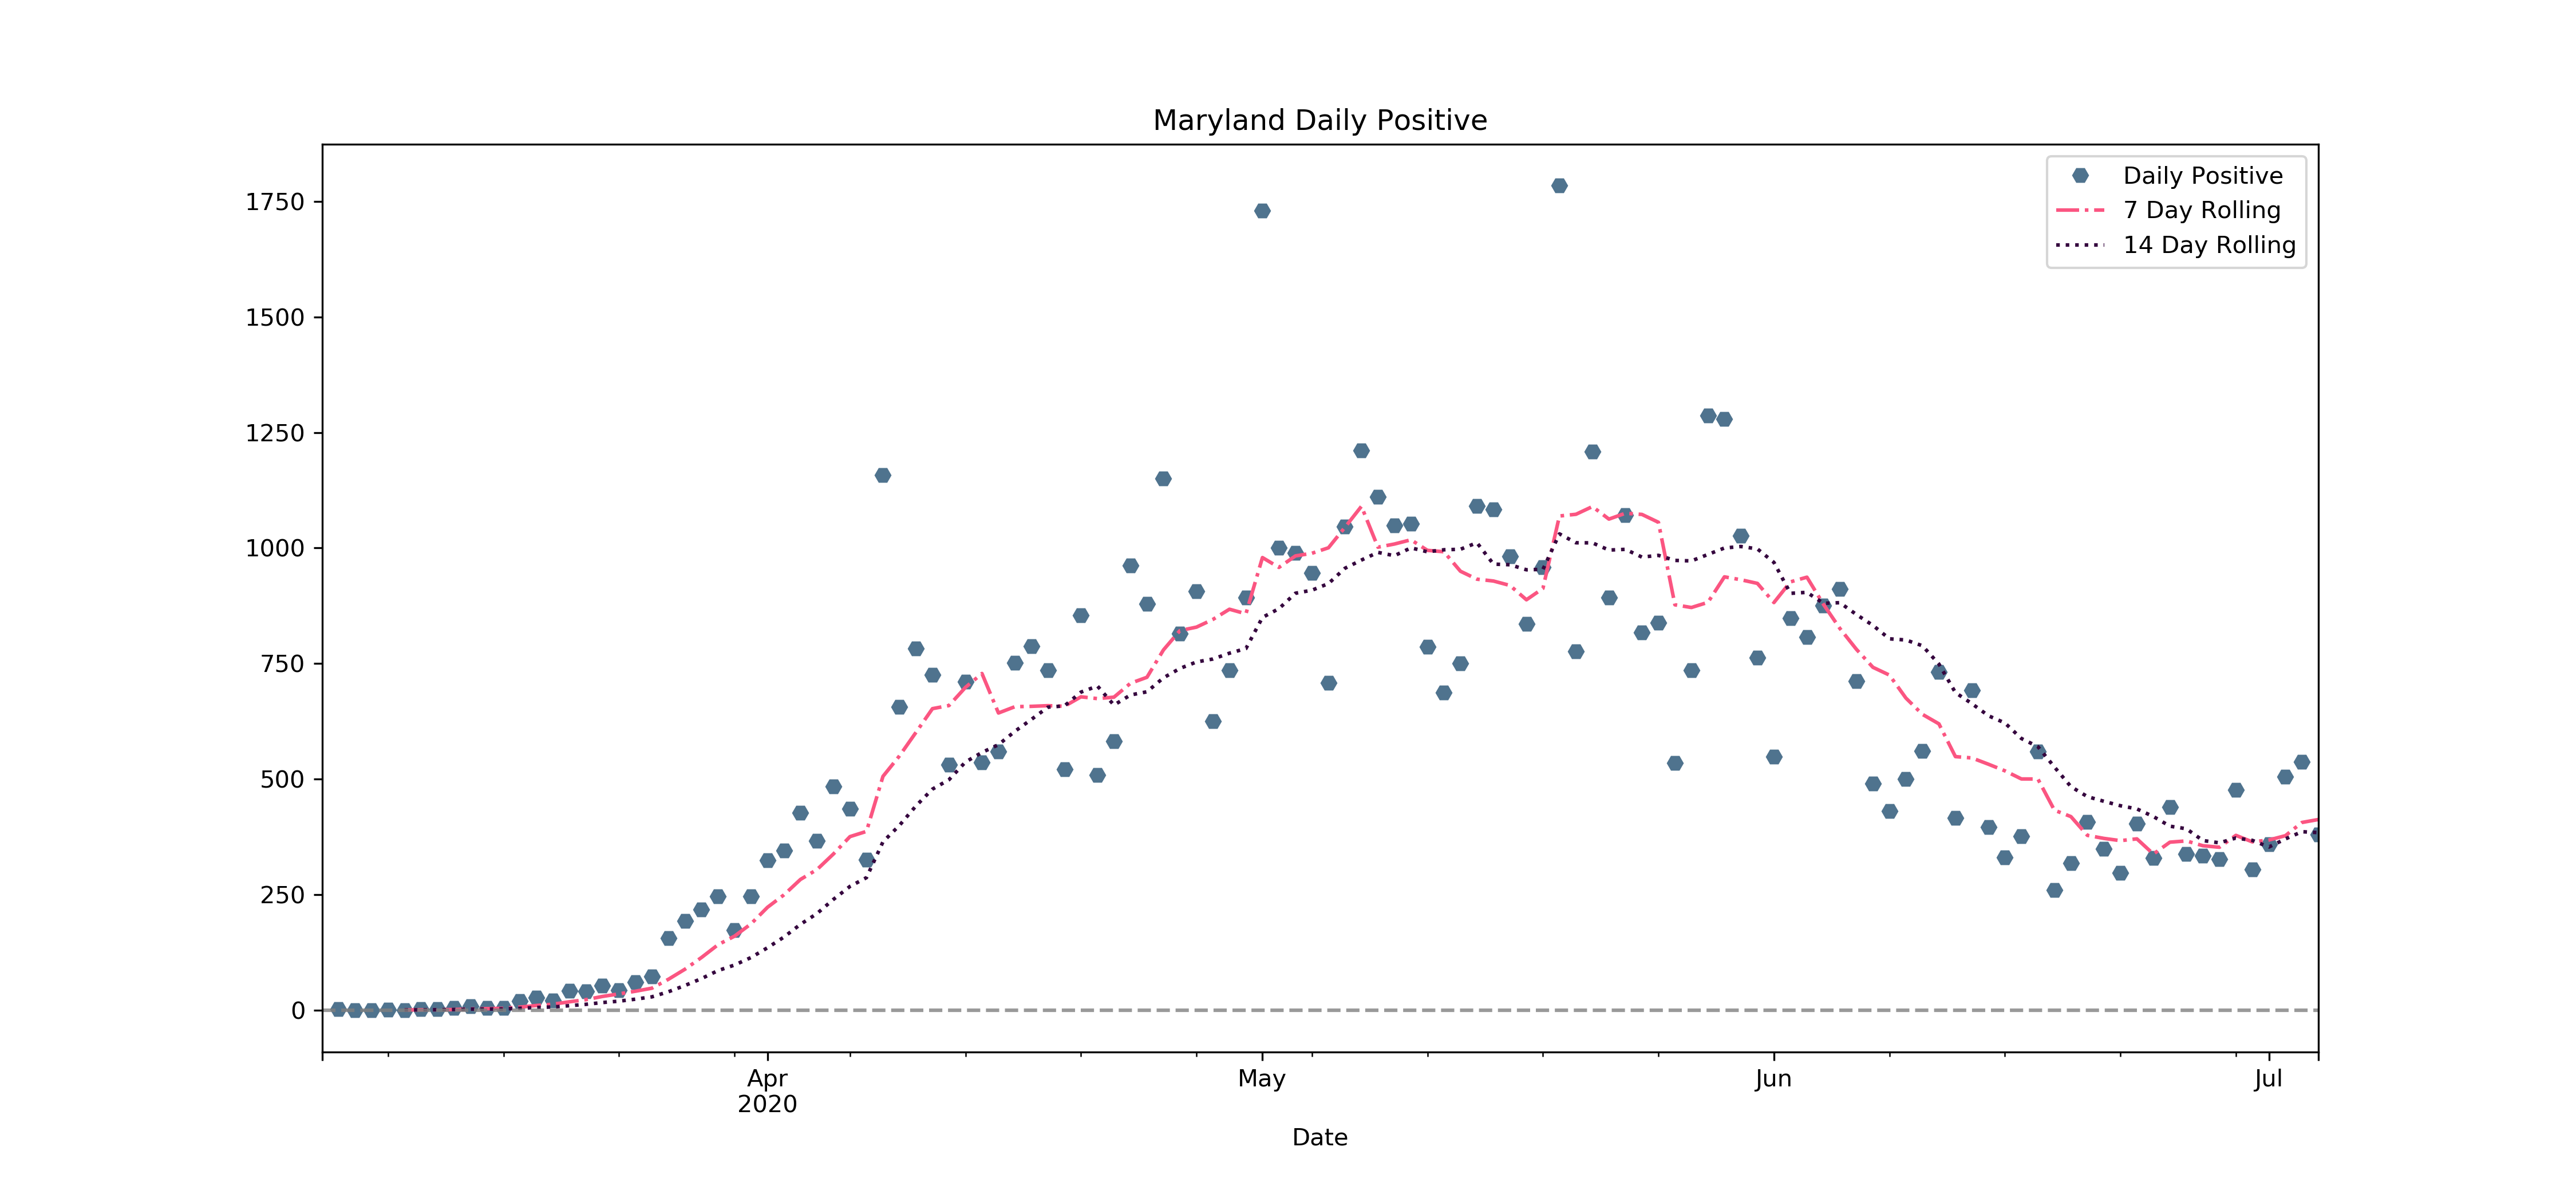 Maryland Daily Positive
1750
1500
1250
1000
750
500
250
0
Daily Positive
7 Day Rolling
14 Day Rolling
Apr
2020
May
Jun
Jul
Date